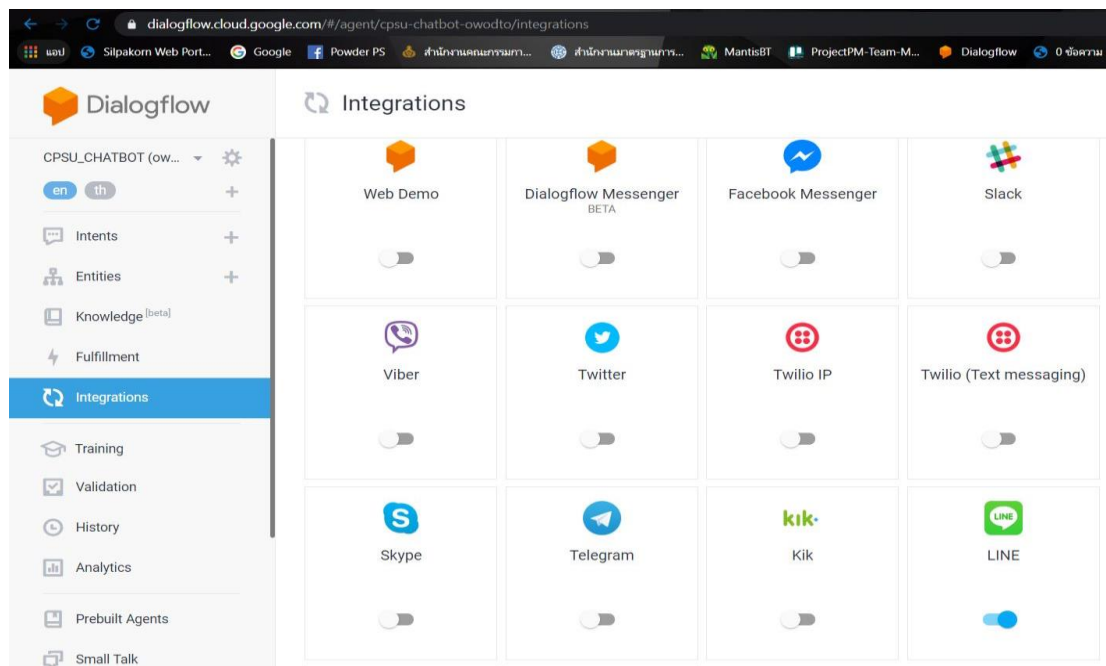 dialogflow.cloud.google.com/#/agent/cpsu-chatbot-owodto/integrations
แอป Silpakorn Web Port... Google Powder PS สำนักงานคณะกรรมกา... สำนักงานมาตรฐานการ... MantisBT ProjectPM-Team-M... Dialogflow 0 ข้อความ
Dialogflow
Integrations
CPSU_CHATBOT (ow...
en th
Intents
Entities
Knowledge [beta]
Fulfillment
Integrations
Training
Validation
History
Analytics
Prebuilt Agents
Small Talk
Web Demo
Dialogflow Messenger
BETA
Facebook Messenger
Slack
Viber
Twitter
Twilio IP
Twilio (Text messaging)
S
Skype
Telegram
kik
Kik
LINE
LINE